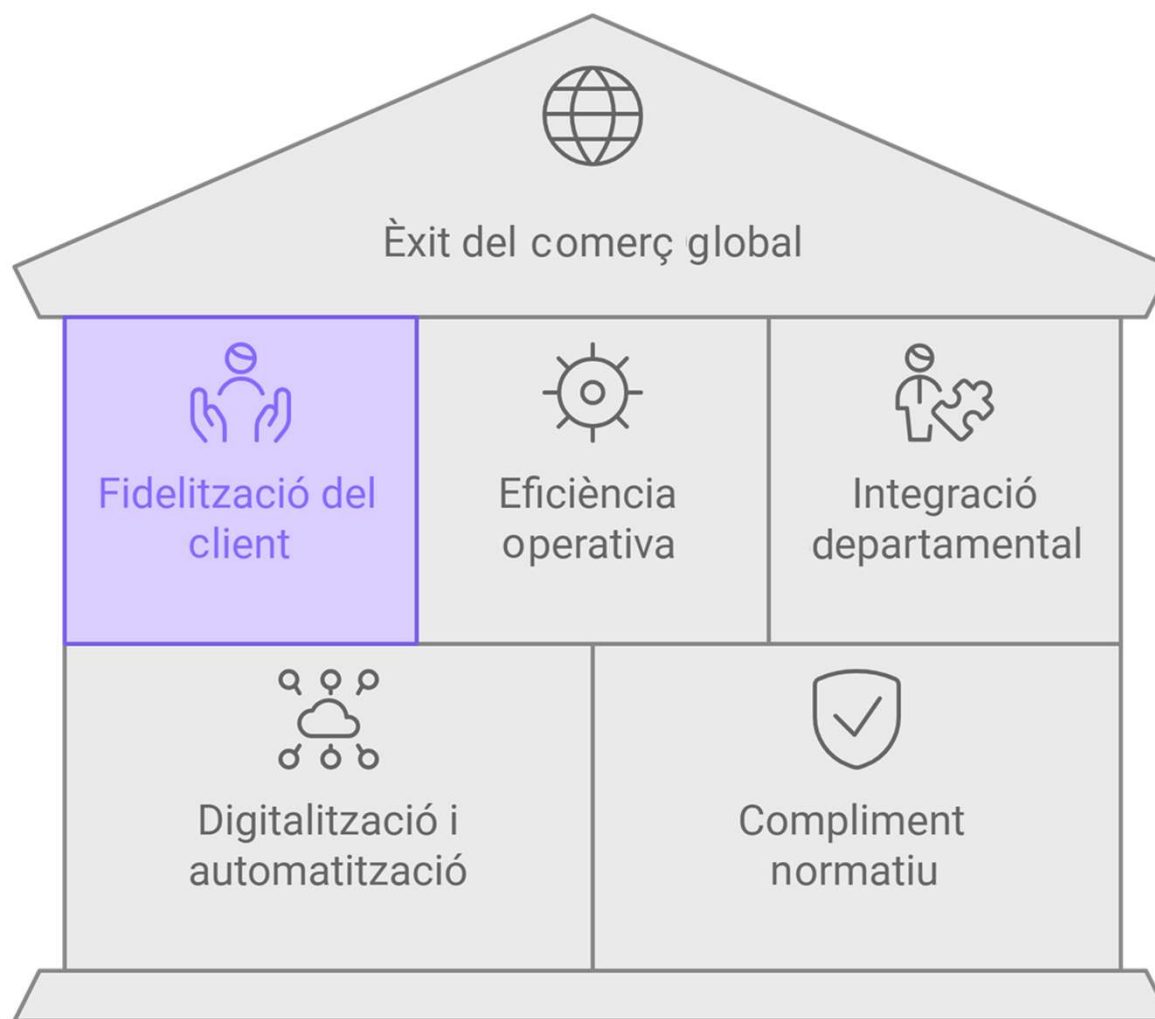 Èxit del comerç global
Fidelització del
client
Eficiència
operativa
Integració
departamental
Digitalització i
automatització
Compliment
normatiu